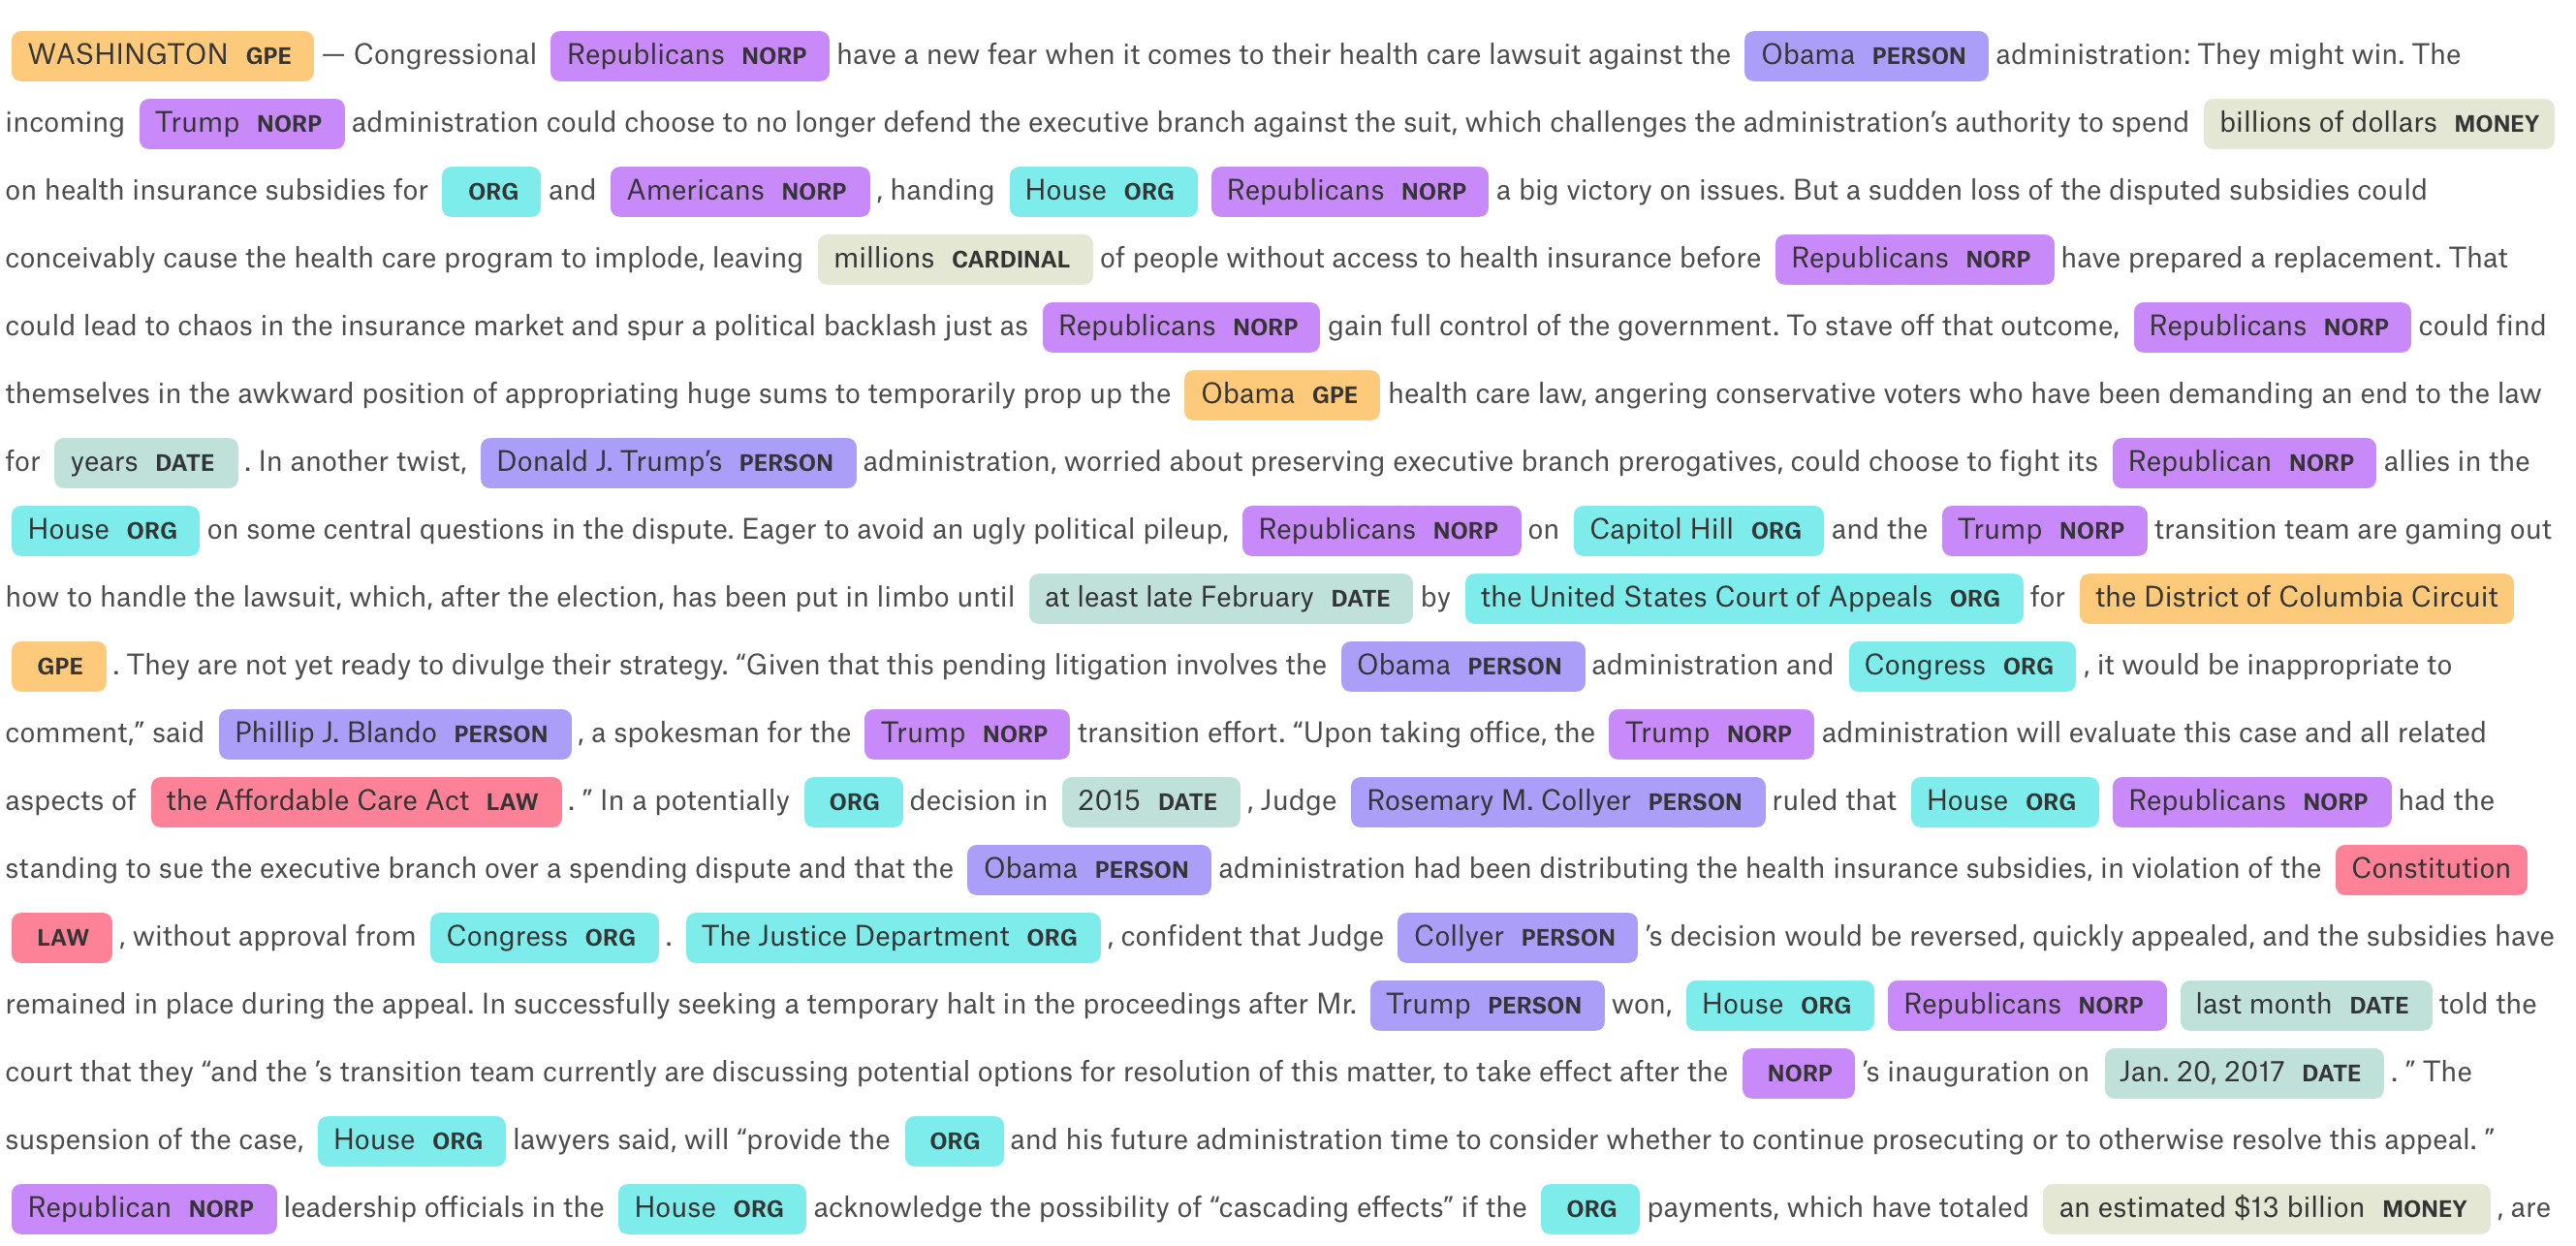 WASHINGTON GPE — Congressional Republicans NORP have a new fear when it comes to their health care lawsuit against the Obama PERSON administration: They might win. The
incoming Trump NORP administration could choose to no longer defend the executive branch against the suit, which challenges the administration’s authority to spend billions of dollars MONEY
on health insurance subsidies for ORG and Americans NORP , handing House ORG Republicans NORP a big victory on issues. But a sudden loss of the disputed subsidies could
conceivably cause the health care program to implode, leaving millions CARDINAL of people without access to health insurance before Republicans NORP have prepared a replacement. That
could lead to chaos in the insurance market and spur a political backlash just as Republicans NORP gain full control of the government. To stave off that outcome, Republicans NORP could find
themselves in the awkward position of appropriating huge sums to temporarily prop up the Obama GPE health care law, angering conservative voters who have been demanding an end to the law
for years DATE . In another twist, Donald J. Trump’s PERSON administration, worried about preserving executive branch prerogatives, could choose to fight its Republican NORP allies in the
House ORG on some central questions in the dispute. Eager to avoid an ugly political pileup, Republicans NORP on Capitol Hill ORG and the Trump NORP transition team are gaming out
how to handle the lawsuit, which, after the election, has been put in limbo until at least late February DATE by the United States Court of Appeals ORG for the District of Columbia Circuit
GPE . They are not yet ready to divulge their strategy. “Given that this pending litigation involves the Obama PERSON administration and Congress ORG , it would be inappropriate to
comment,” said Phillip J. Blando PERSON , a spokesman for the Trump NORP transition effort. “Upon taking office, the Trump NORP administration will evaluate this case and all related
aspects of the Affordable Care Act LAW . ” In a potentially ORG decision in 2015 DATE , Judge Rosemary M. Collyer PERSON ruled that House ORG Republicans NORP had the
standing to sue the executive branch over a spending dispute and that the Obama PERSON administration had been distributing the health insurance subsidies, in violation of the Constitution
LAW , without approval from Congress ORG . The Justice Department ORG , confident that Judge Collyer PERSON ’s decision would be reversed, quickly appealed, and the subsidies have
remained in place during the appeal. In successfully seeking a temporary halt in the proceedings after Mr. Trump PERSON won, House ORG Republicans NORP last month DATE told the
court that they “and the ’s transition team currently are discussing potential options for resolution of this matter, to take effect after the NORP ’s inauguration on Jan. 20, 2017 DATE . ” The
suspension of the case, House ORG lawyers said, will “provide the ORG and his future administration time to consider whether to continue prosecuting or to otherwise resolve this appeal. ”
Republican NORP leadership officials in the House ORG acknowledge the possibility of “cascading effects” if the ORG payments, which have totaled an estimated $13 billion MONEY , are